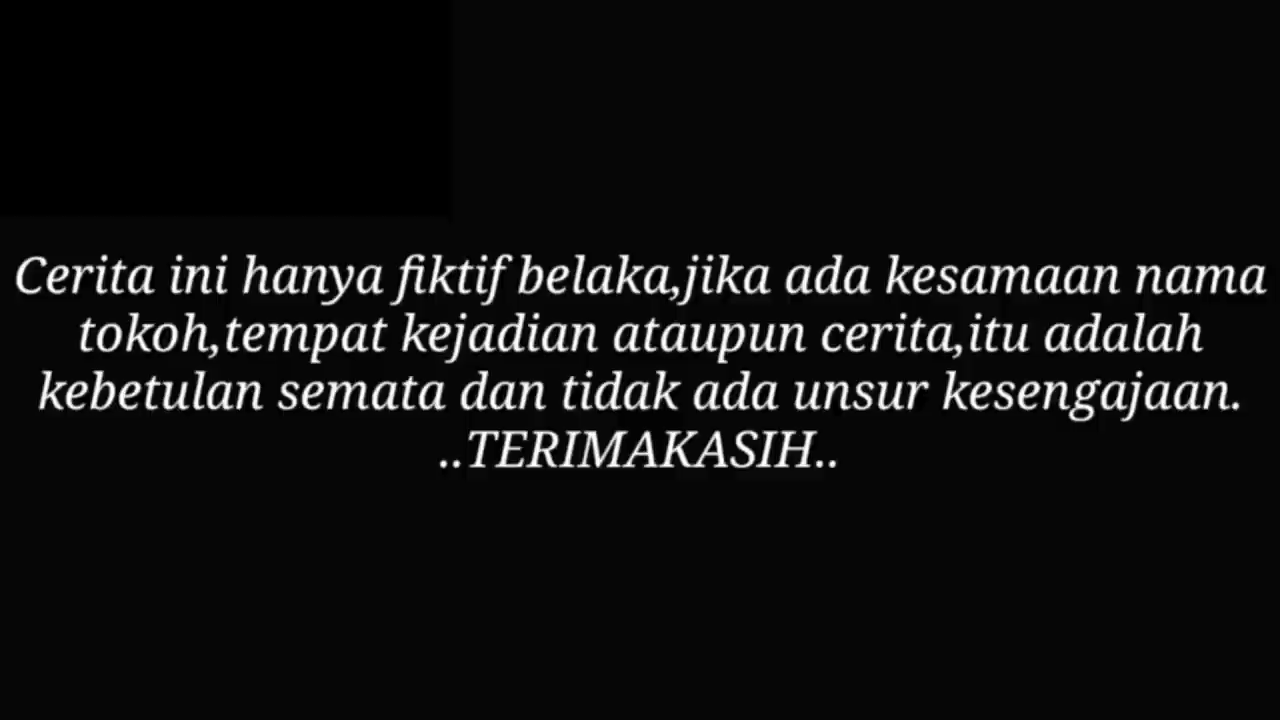 Cerita ini hanya fiktif belaka,jika ada kesamaan nama
tokoh,tempat kejadian ataupun cerita,itu adalah
kebetulan semata dan tidak ada unsur kesengajaan.
..TERIMAKASIH..